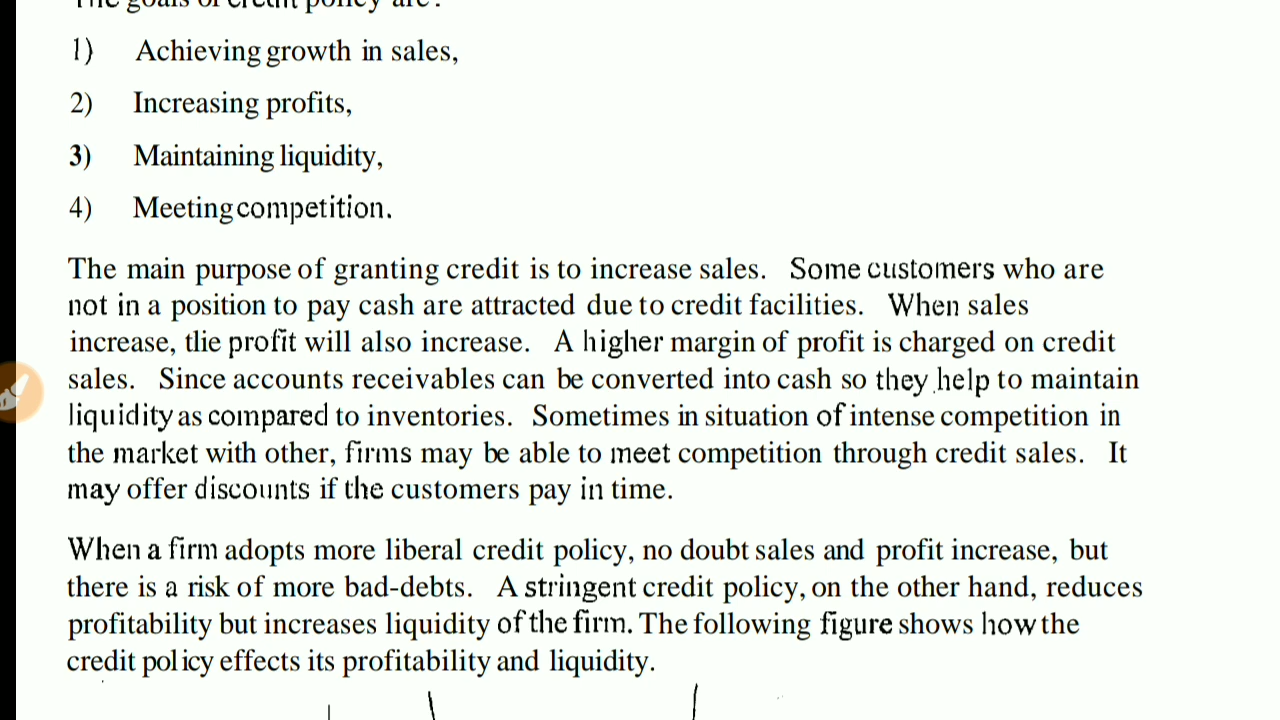 The goals of credit policy are:
1) Achieving growth in sales,
2) Increasing profits,
3) Maintaining liquidity,
4) Meeting competition.
The main purpose of granting credit is to increase sales. Some customers who are
not in a position to pay cash are attracted due to credit facilities. When sales
increase, tlie profit will also increase. A higher margin of profit is charged on credit
sales. Since accounts receivables can be converted into cash so they help to maintain
liquidity as compared to inventories. Sometimes in situation of intense competition in
the market with other, firms may be able to meet competition through credit sales. It
may offer discounts if the customers pay in time.
When a firm adopts more liberal credit policy, no doubt sales and profit increase, but
there is a risk of more bad-debts. A stringent credit policy, on the other hand, reduces
profitability but increases liquidity of the firm. The following figure shows how the
credit policy effects its profitability and liquidity.